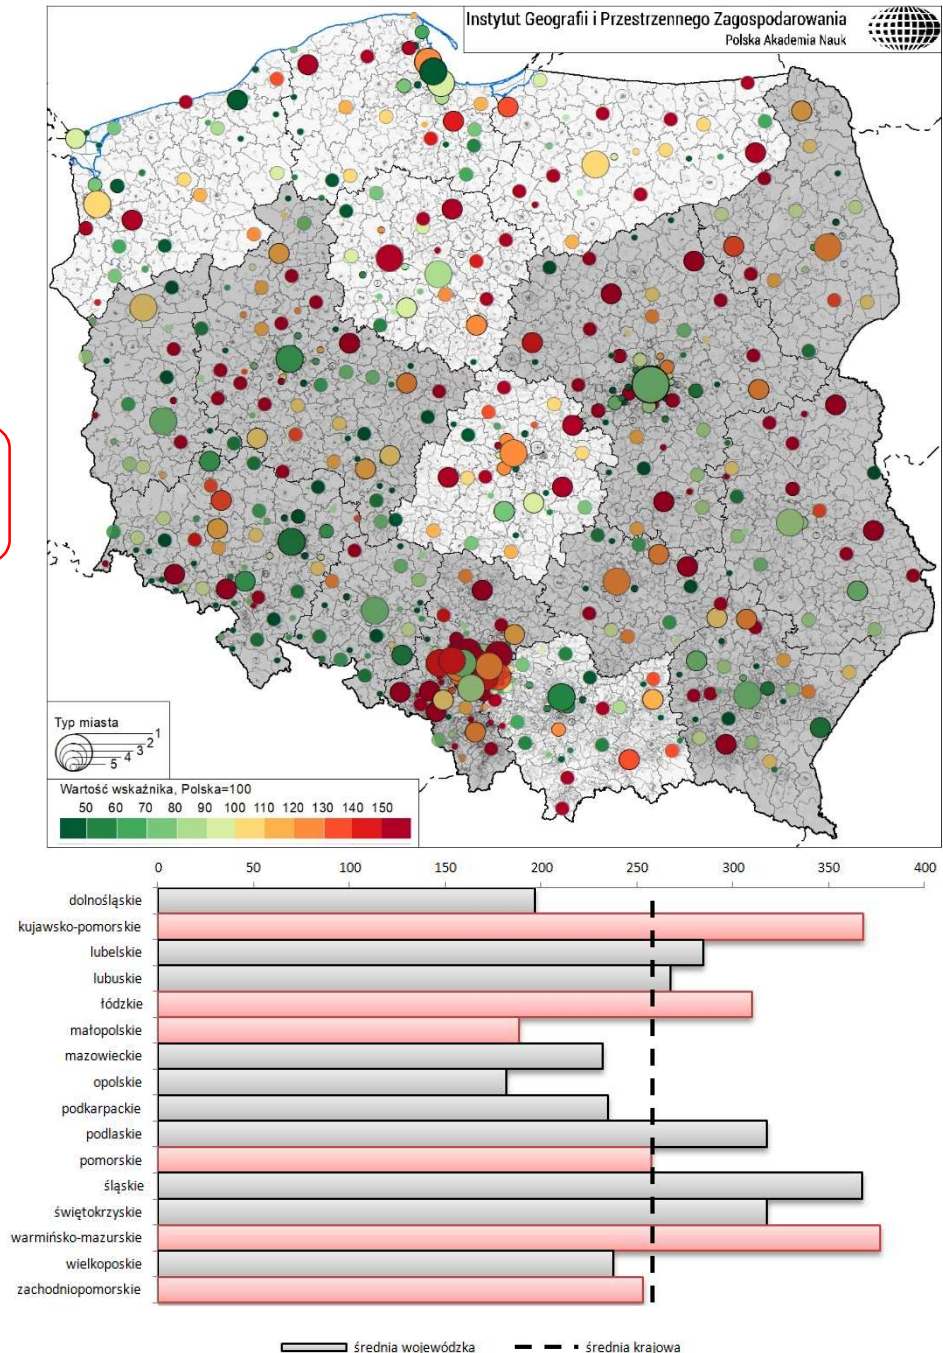 Instytut Geografii i Przestrzennego Zagospodarowania
Polska Akademia Nauk
Typ miasta
1
2
3
4
5
Wartość wskaźnika, Polska=100
50 60 70 80 90 100 110 120 130 140 150
0 50 100 150 200 250 300 350 400
dolnośląskie
kujawsko-pomorskie
lubelskie
lubuskie
łódzkie
małopolskie
mazowieckie
opolskie
podkarpackie
podlaskie
pomorskie
śląskie
świętokrzyskie
warmińsko-mazurskie
wielkoposkie
zachodniopomorskie
średnia wojewódzka średnia krajowa